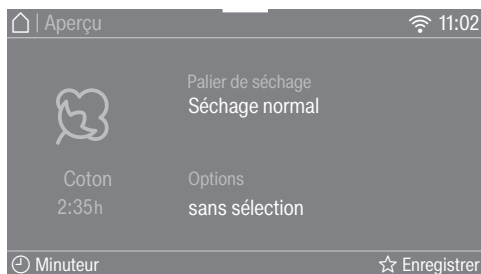 | Aperçu
11:02
Palier de séchage
Séchage normal
Coton
2:35h
Options
sans sélection
Minuteur
Enregistrer